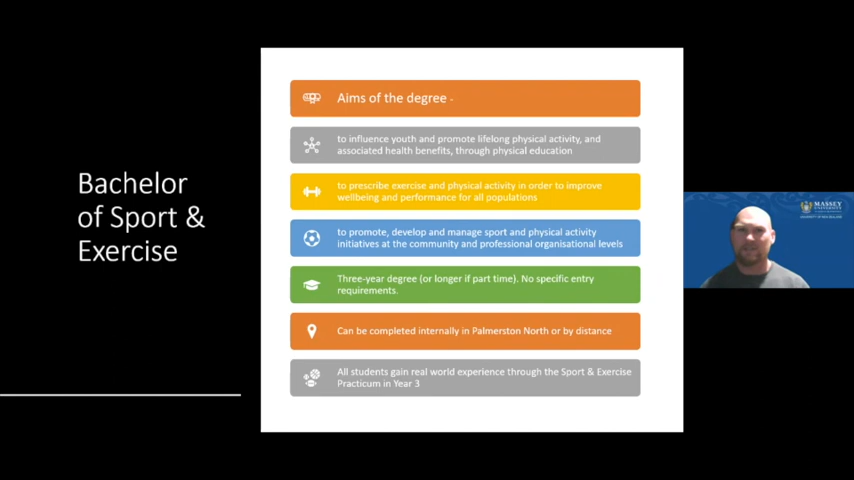 Bachelor
of Sport &
Exercise
Aims of the degree -
to influence youth and promote lifelong physical activity, and
associated health benefits, through physical education
to prescribe exercise and physical activity in order to improve
wellbeing and performance for all populations
to promote, develop and manage sport and physical activity
initiatives at the community and professional organisational levels
Three-year degree (or longer if part time). No specific entry
requirements.
Can be completed internally in Palmerston North or by distance
All students gain real world experience through the Sport & Exercise
Practicum in Year 3
MASSEY
UNIVERSITY